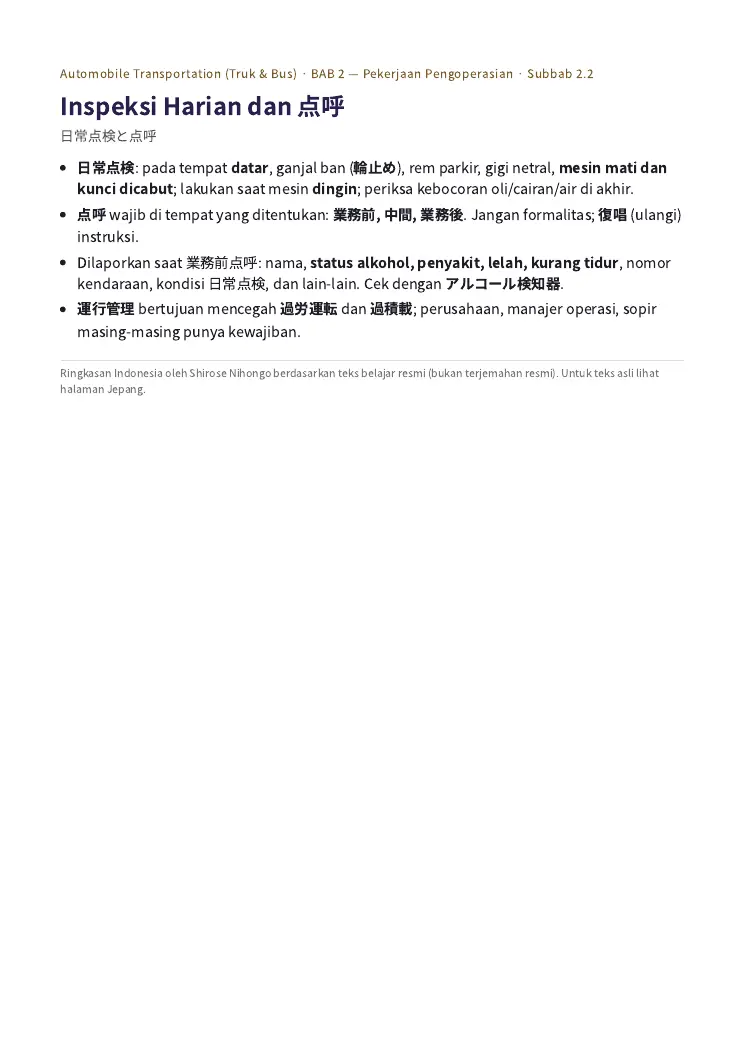 Automobile Transportation (Truk & Bus) · BAB 2 — Pekerjaan Pengoperasian · Subbab 2.2
Inspeksi Harian dan 点呼
日常点検と点呼
• 日常点検: pada tempat datar, ganjal ban (輪止め), rem parkir, gigi netral, mesin mati dan
kunci dicabut; lakukan saat mesin dingin; periksa kebocoran oli/cairan/air di akhir.
• 点呼 wajib di tempat yang ditentukan: 業務前, 中間, 業務後. Jangan formalitas; 復唱 (ulangi)
instruksi.
• Dilaporkan saat 業務前点呼: nama, status alkohol, penyakit, lelah, kurang tidur, nomor
kendaraan, kondisi 日常点検, dan lain-lain. Cek dengan アルコール検知器.
• 運行管理 bertujuan mencegah 過労運転 dan 過積載; perusahaan, manajer operasi, sopir
masing-masing punya kewajiban.
Ringkasan Indonesia oleh Shirose Nihongo berdasarkan teks belajar resmi (bukan terjemahan resmi). Untuk teks asli lihat
halaman Jepang.